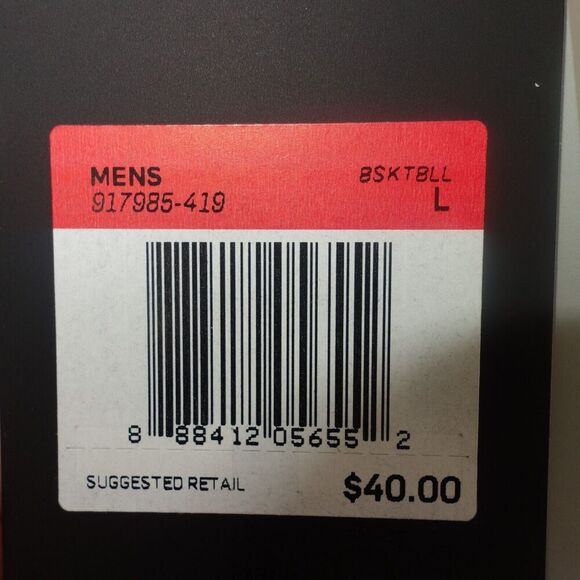 MENS BSKTBLL
917985-419 L
8 88412 05655 2
SUGGESTED RETAIL $40.00